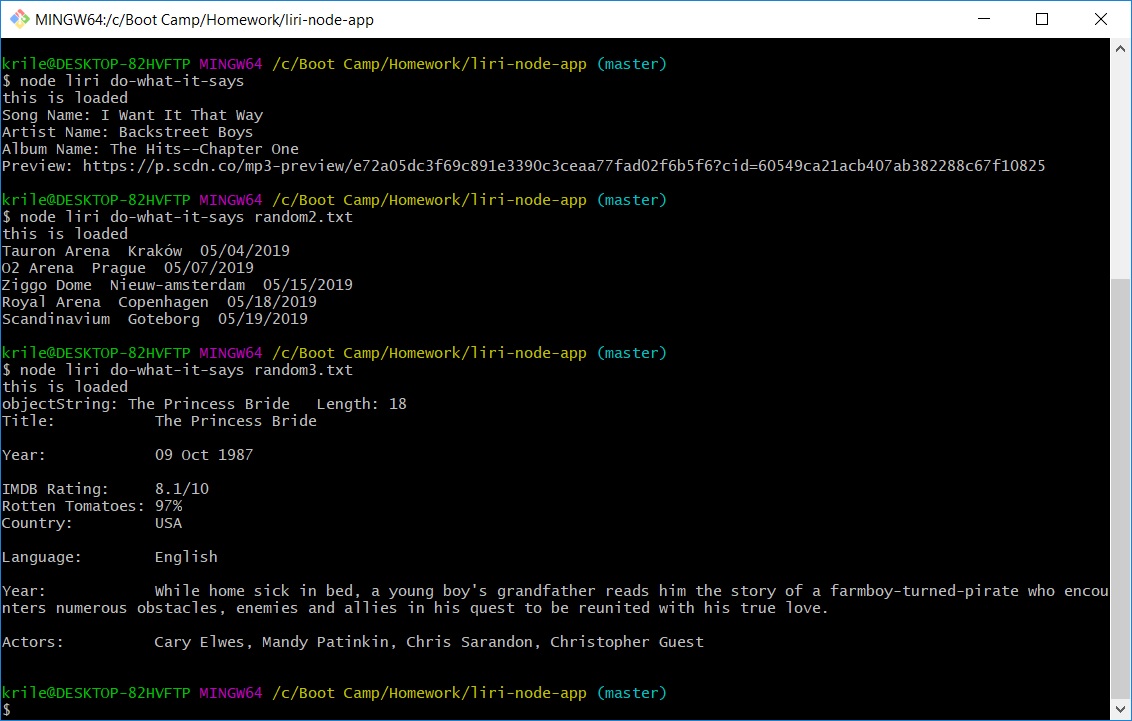 MINGW64:/c/Boot Camp/Homework/liri-node-app
krile@DESKTOP-82HVFTP MINGW64 /c/Boot Camp/Homework/liri-node-app (master)
$ node liri do-what-it-says
this is loaded
Song Name: I Want It That Way
Artist Name: Backstreet Boys
Album Name: The Hits--Chapter One
Preview: https://p.scdn.co/mp3-preview/e72a05dc3f69c891e3390c3ceaa77fad02f6b5f6?cid=60549ca21acb407ab382288c67f10825
krile@DESKTOP-82HVFTP MINGW64 /c/Boot Camp/Homework/liri-node-app (master)
$ node liri do-what-it-says random2.txt
this is loaded
Tauron Arena  Kraków  05/04/2019
O2 Arena  Prague  05/07/2019
Ziggo Dome  Nieuw-amsterdam  05/15/2019
Royal Arena  Copenhagen  05/18/2019
Scandinavium  Goteborg  05/19/2019
krile@DESKTOP-82HVFTP MINGW64 /c/Boot Camp/Homework/liri-node-app (master)
$ node liri do-what-it-says random3.txt
this is loaded
objectString: The Princess Bride   Length: 18
Title:           The Princess Bride
Year:            09 Oct 1987
IMDB Rating:     8.1/10
Rotten Tomatoes: 97%
Country:         USA
Language:        English
Year:            While home sick in bed, a young boy's grandfather reads him the story of a farmboy-turned-pirate who encou
nters numerous obstacles, enemies and allies in his quest to be reunited with his true love.
Actors:          Cary Elwes, Mandy Patinkin, Chris Sarandon, Christopher Guest
krile@DESKTOP-82HVFTP MINGW64 /c/Boot Camp/Homework/liri-node-app (master)
$